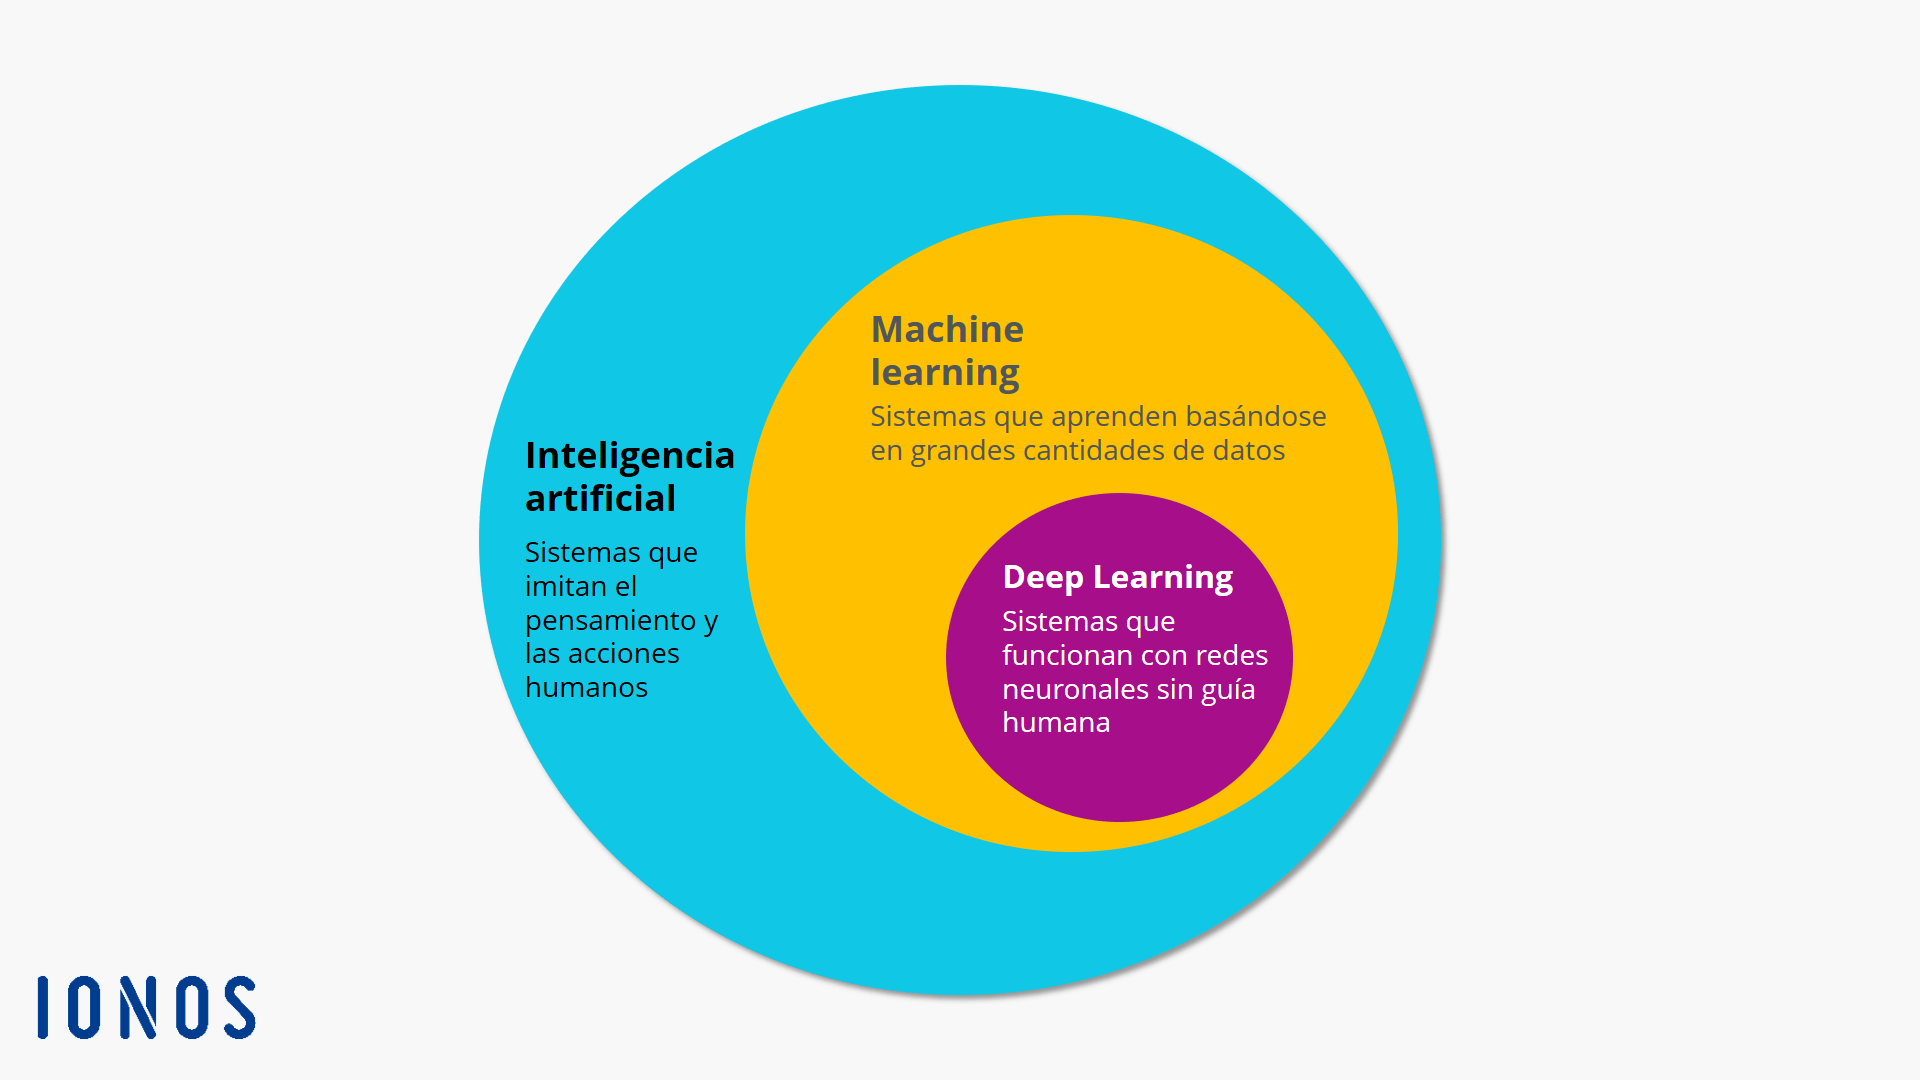 Inteligencia
artificial
Sistemas que
imitan el
pensamiento y
las acciones
humanos
Machine
learning
Sistemas que aprenden basándose
en grandes cantidades de datos
Deep Learning
Sistemas que
funcionan con redes
neuronales sin guía
humana
IONOS